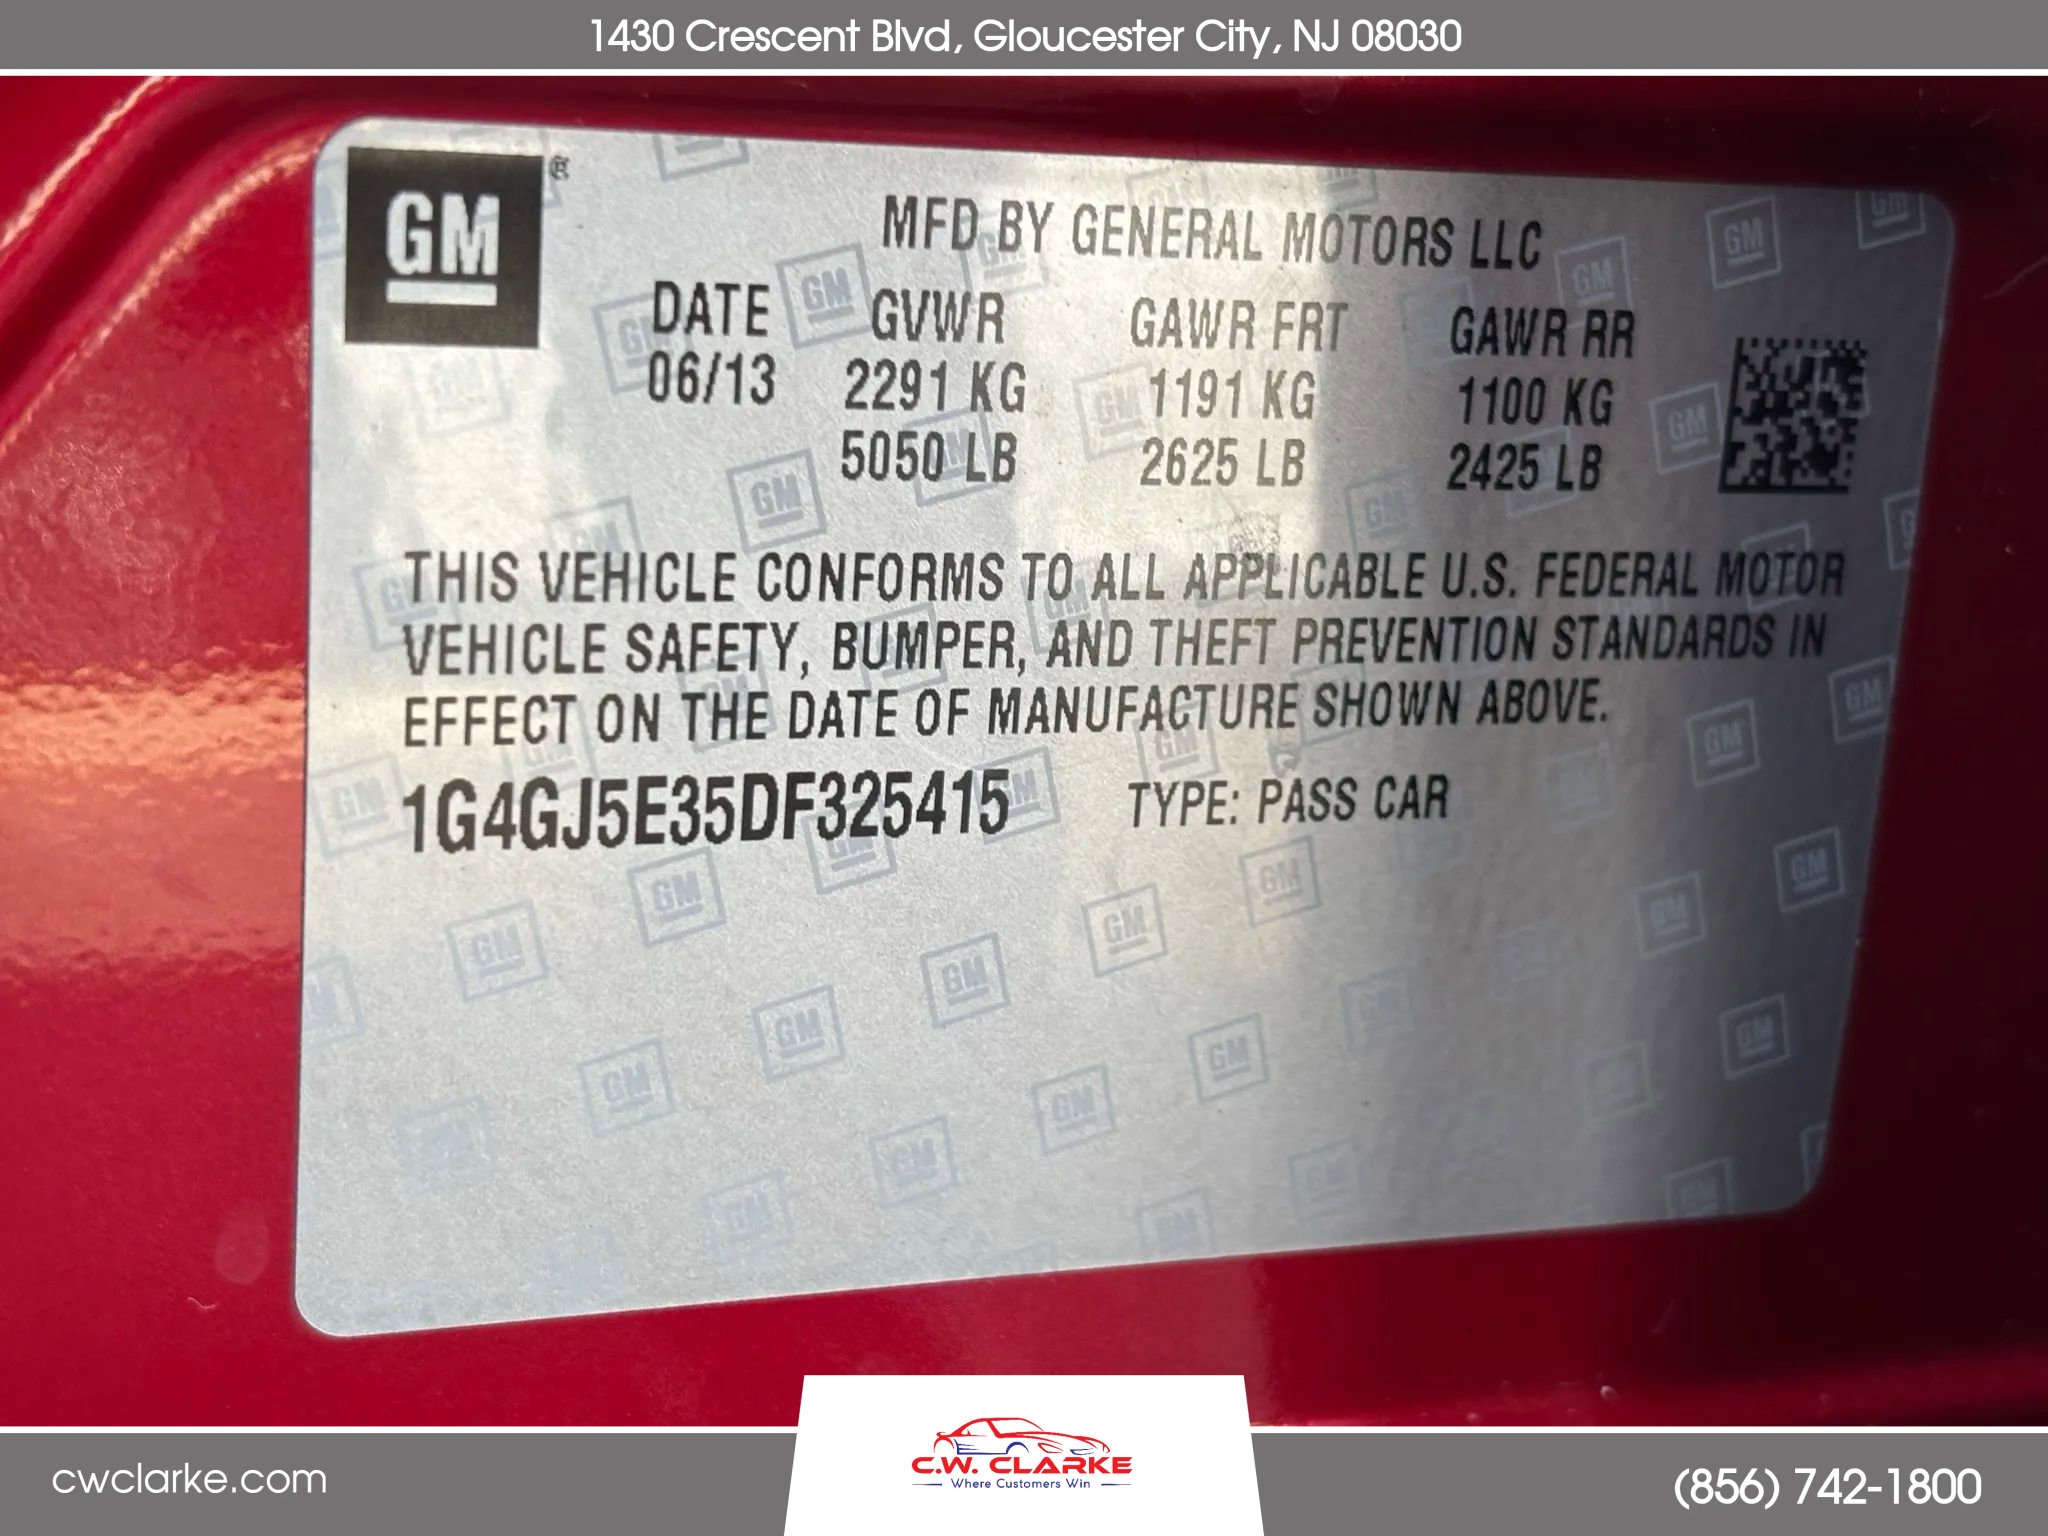 1430 Crescent Blvd, Gloucester City, NJ 08030
GM®
MFD BY GENERAL MOTORS LLC
DATE GVWR GAWR FRT GAWR RR
06/13 2291 KG 1191 KG 1100 KG
5050 LB 2625 LB 2425 LB
THIS VEHICLE CONFORMS TO ALL APPLICABLE U.S. FEDERAL MOTOR
VEHICLE SAFETY, BUMPER, AND THEFT PREVENTION STANDARDS IN
EFFECT ON THE DATE OF MANUFACTURE SHOWN ABOVE.
1G4GJ5E35DF325415 TYPE: PASS CAR
cwclarke.com
C.W. CLARKE
Where Customers Win
(856) 742-1800